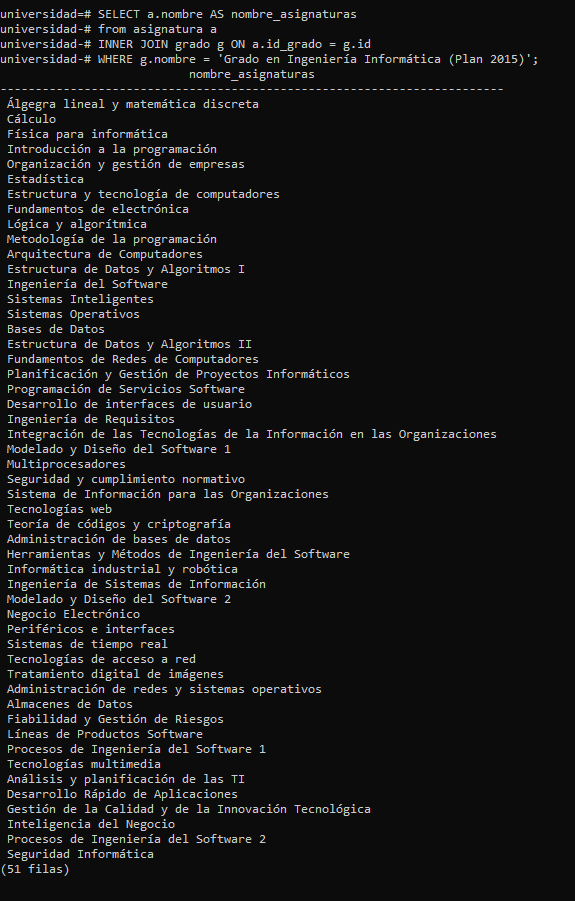 universidad=# SELECT a.nombre AS nombre_asignaturas
universidad-# from asignatura a
universidad-# INNER JOIN grado g ON a.id_grado = g.id
universidad-# WHERE g.nombre = 'Grado en Ingeniería Informática (Plan 2015)';
nombre_asignaturas
------------------------------------------------------------------------
Álgegra lineal y matemática discreta
Cálculo
Física para informática
Introducción a la programación
Organización y gestión de empresas
Estadística
Estructura y tecnología de computadores
Fundamentos de electrónica
Lógica y algorítmica
Metodología de la programación
Arquitectura de Computadores
Estructura de Datos y Algoritmos I
Ingeniería del Software
Sistemas Inteligentes
Sistemas Operativos
Bases de Datos
Estructura de Datos y Algoritmos II
Fundamentos de Redes de Computadores
Planificación y Gestión de Proyectos Informáticos
Programación de Servicios Software
Desarrollo de interfaces de usuario
Ingeniería de Requisitos
Integración de las Tecnologías de la Información en las Organizaciones
Modelado y Diseño del Software 1
Multiprocesadores
Seguridad y cumplimiento normativo
Sistema de Información para las Organizaciones
Tecnologías web
Teoría de códigos y criptografía
Administración de bases de datos
Herramientas y Métodos de Ingeniería del Software
Informática industrial y robótica
Ingeniería de Sistemas de Información
Modelado y Diseño del Software 2
Negocio Electrónico
Periféricos e interfaces
Sistemas de tiempo real
Tecnologías de acceso a red
Tratamiento digital de imágenes
Administración de redes y sistemas operativos
Almacenes de Datos
Fiabilidad y Gestión de Riesgos
Líneas de Productos Software
Procesos de Ingeniería del Software 1
Tecnologías multimedia
Análisis y planificación de las TI
Desarrollo Rápido de Aplicaciones
Gestión de la Calidad y de la Innovación Tecnológica
Inteligencia del Negocio
Procesos de Ingeniería del Software 2
Seguridad Informática
(51 filas)